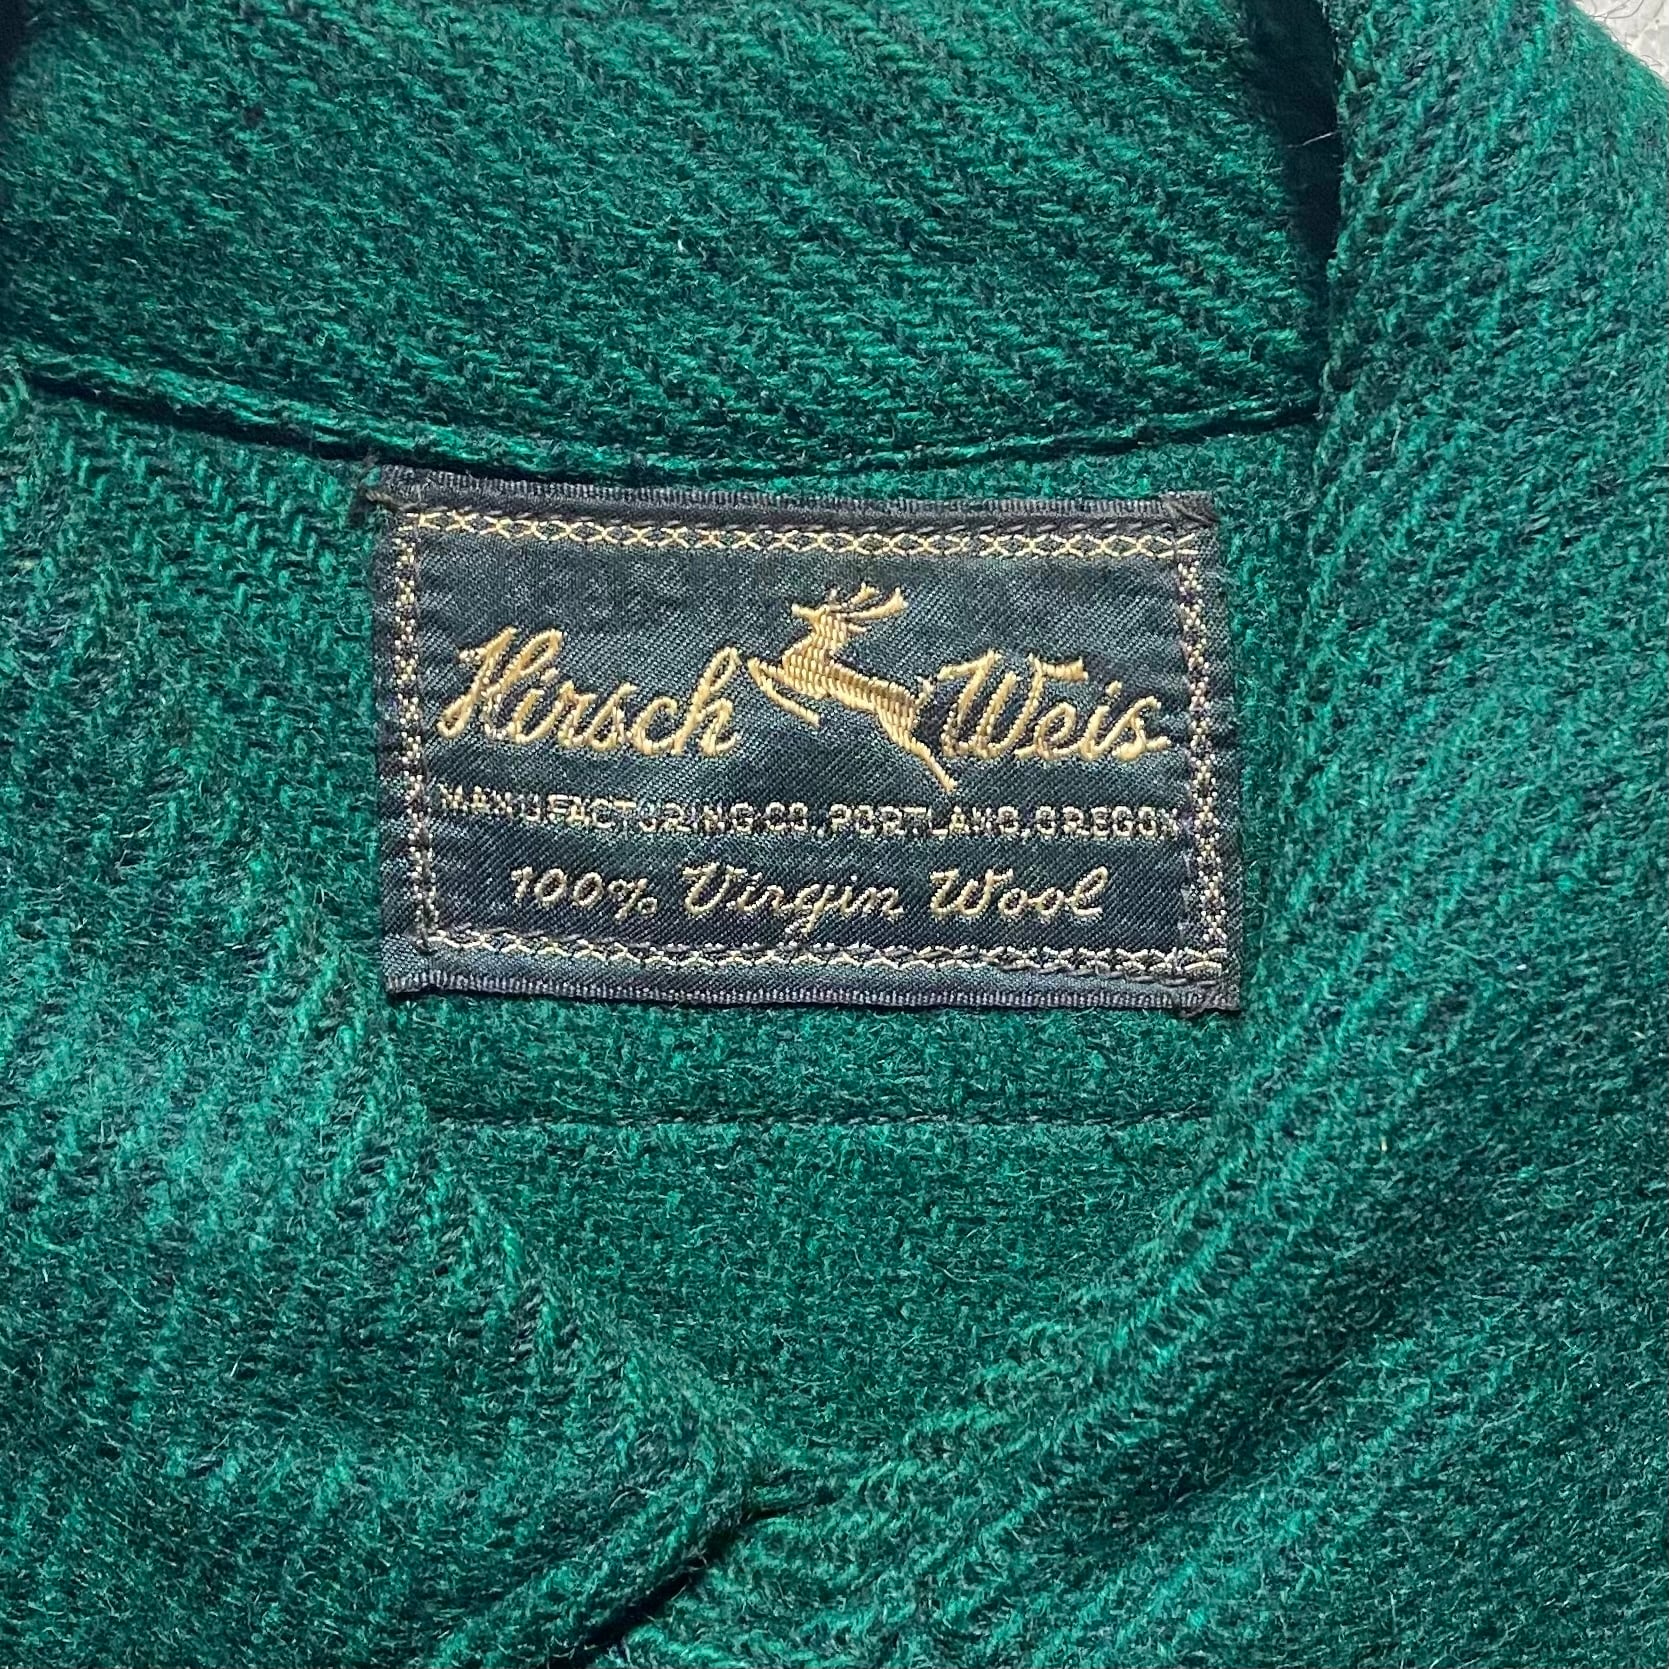 Hirsch Weis
MANUFACTURING CO. PORTLAND, OREGON
100% Virgin Wool